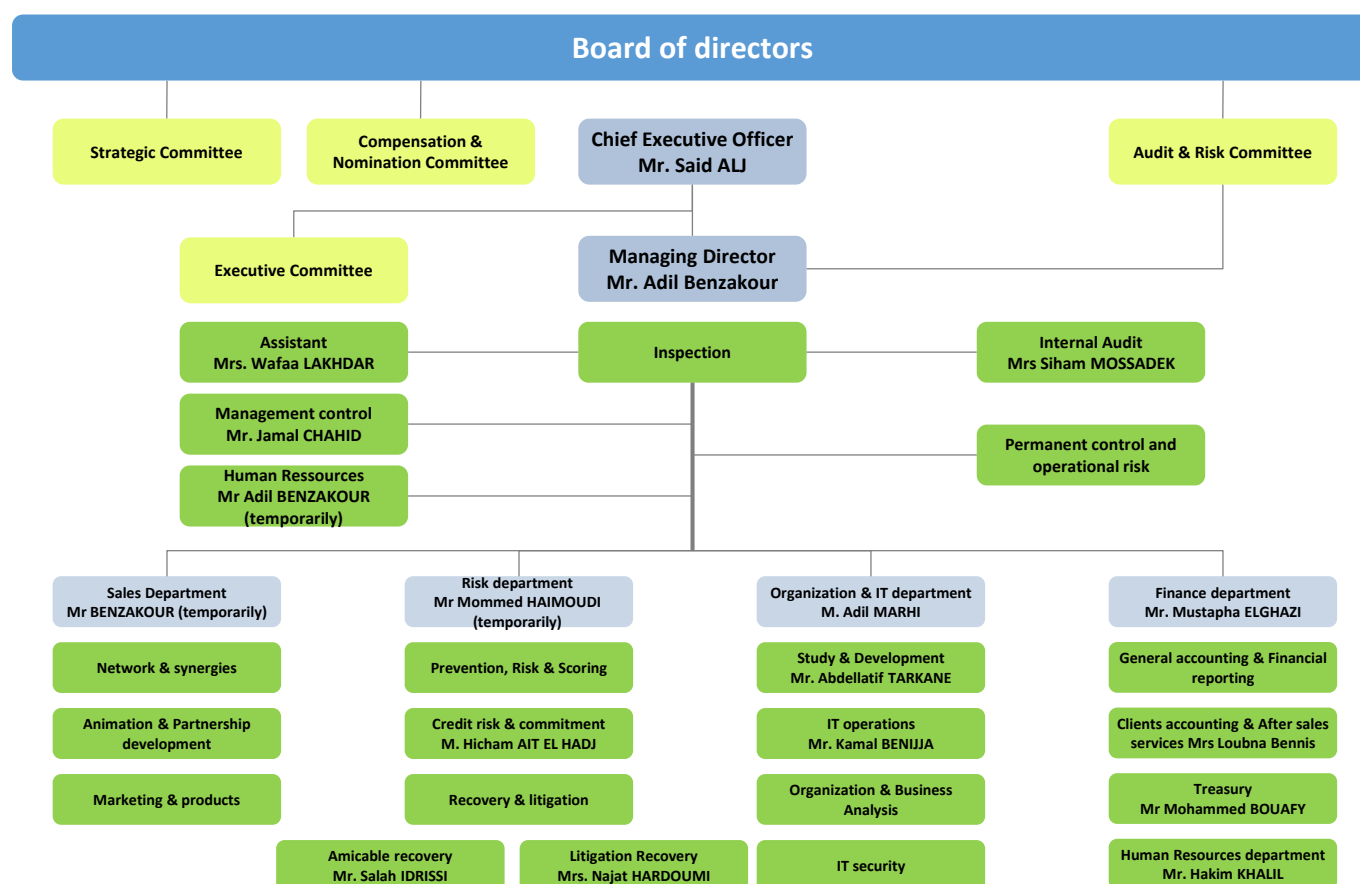 Board of directors
Strategic Committee
Compensation &
Nomination Committee
Chief Executive Officer
Mr. Said ALJ
Audit & Risk Committee
Executive Committee
Managing Director
Mr. Adil Benzakour
Assistant
Mrs. Wafaa LAKHDAR
Inspection
Internal Audit
Mrs Siham MOSSADEK
Management control
Mr. Jamal CHAHID
Permanent control and
operational risk
Human Ressources
Mr Adil BENZAKOUR
(temporarily)
Sales Department
Mr BENZAKOUR (temporarily)
Risk department
Mr Mommed HAIMOUDI
(temporarily)
Organization & IT department
M. Adil MARHI
Finance department
Mr. Mustapha ELGHAZI
Network & synergies
Prevention, Risk & Scoring
Study & Development
Mr. Abdellatif TARKANE
General accounting & Financial
reporting
Animation & Partnership
development
Credit risk & commitment
M. Hicham AIT EL HADJ
IT operations
Mr. Kamal BENIJJA
Clients accounting & After sales
services Mrs Loubna Bennis
Marketing & products
Recovery & litigation
Organization & Business
Analysis
Treasury
Mr Mohammed BOUAFY
Amicable recovery
Mr. Salah IDRISSI
Litigation Recovery
Mrs. Najat HARDOUMI
IT security
Human Resources department
Mr. Hakim KHALIL